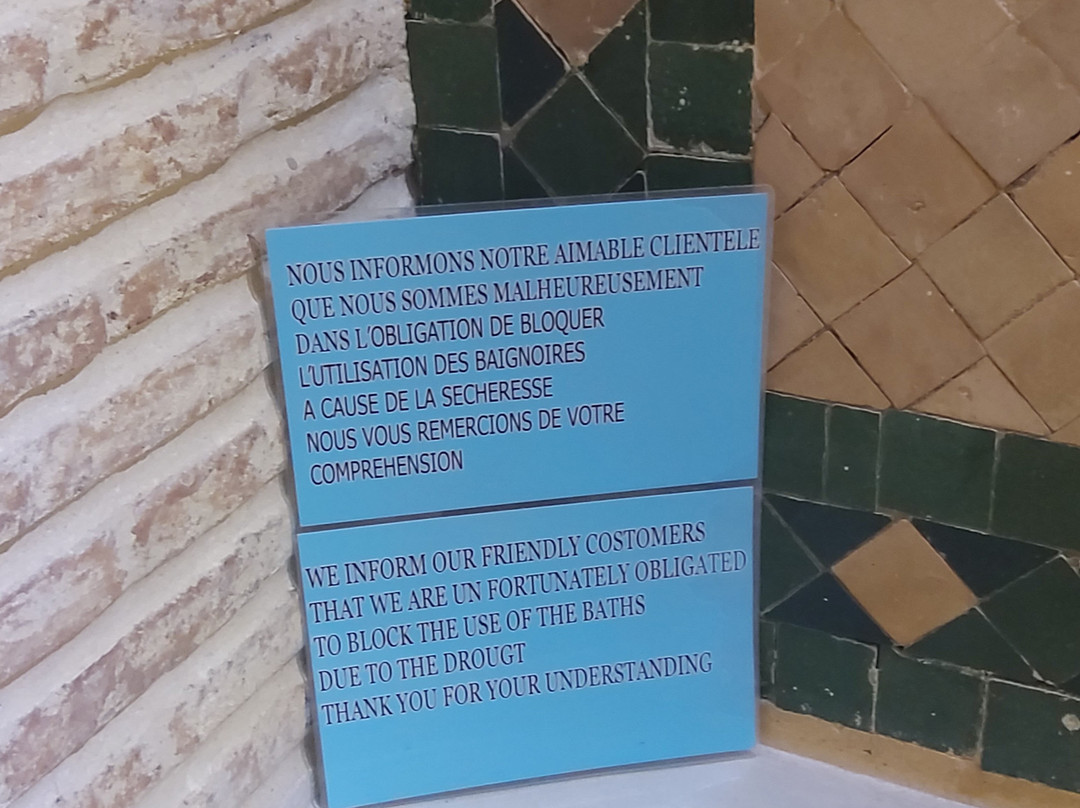 NOUS INFORMONS NOTRE AIMABLE CLIENTELE
QUE NOUS SOMMES MALHEUREUSEMENT
DANS L'OBLIGATION DE BLOQUER
L'UTILISATION DES BAIGNOIRES
A CAUSE DE LA SECHERESSE
NOUS VOUS REMERCIONS DE VOTRE
COMPREHENSION
WE INFORM OUR FRIENDLY COSTOMERS
THAT WE ARE UN FORTUNATELY OBLIGATED
TO BLOCK THE USE OF THE BATHS
DUE TO THE DROUGT
THANK YOU FOR YOUR UNDERSTANDING